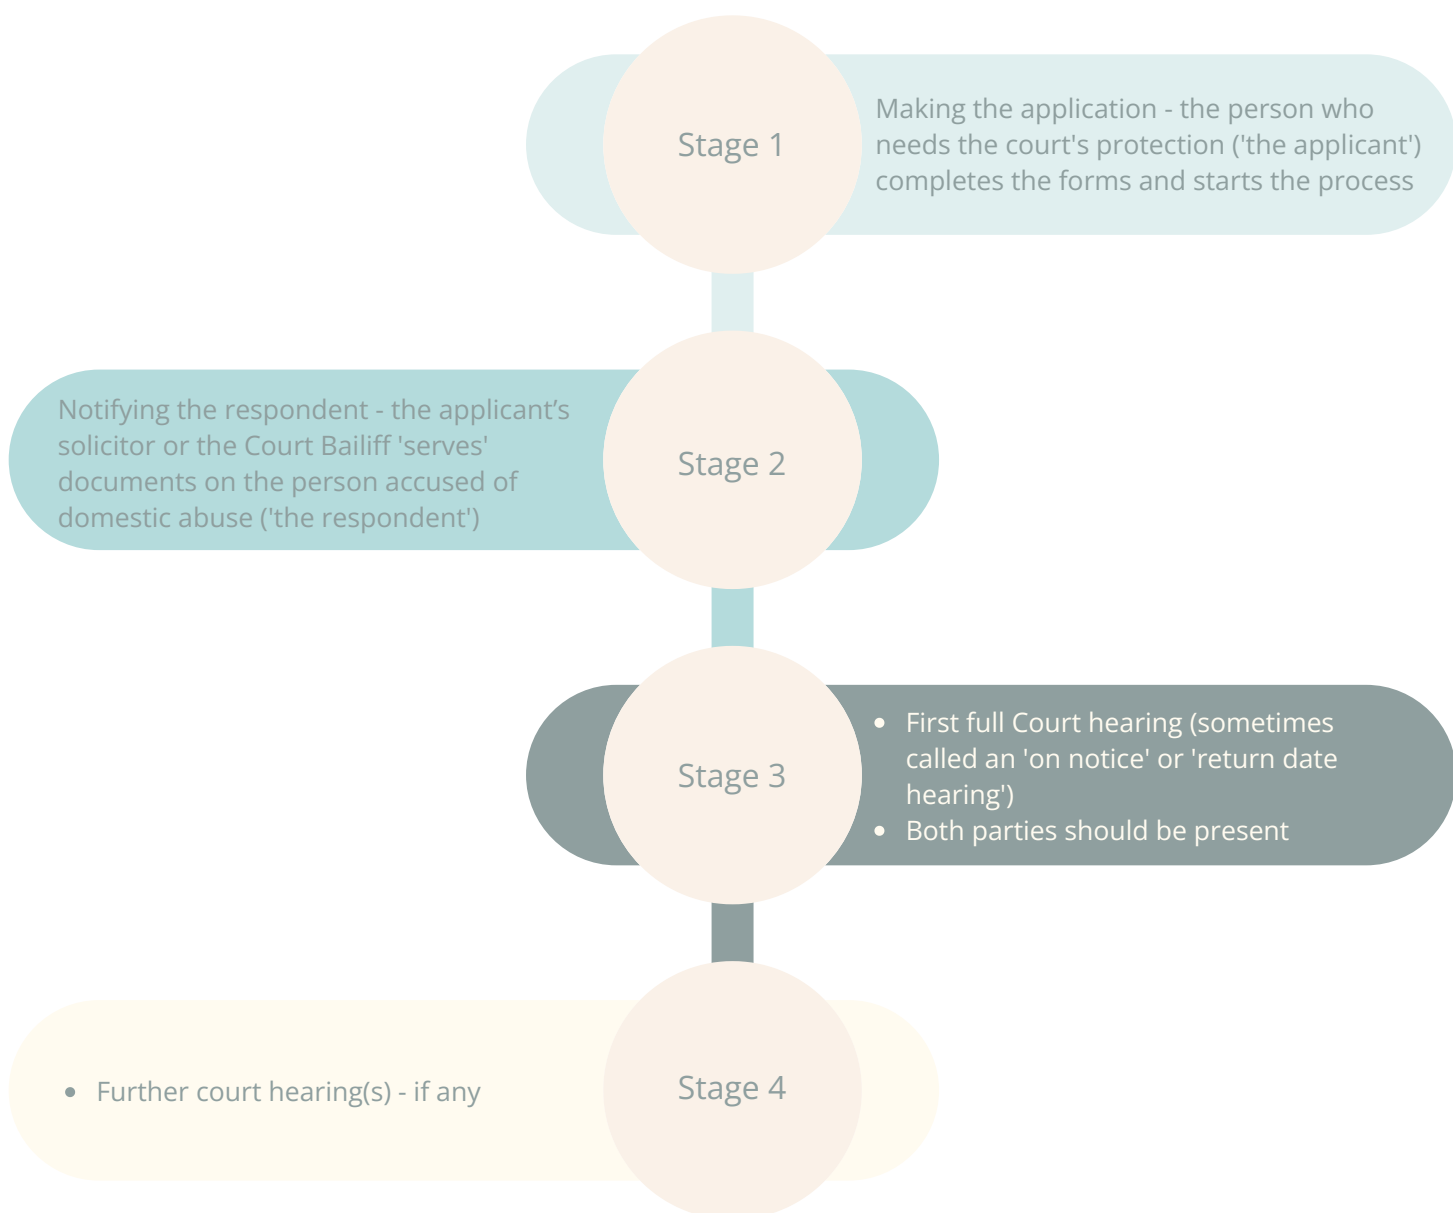 Stage 1
Making the application - the person who
needs the court's protection ('the applicant')
completes the forms and starts the process
Notifying the respondent - the applicant’s
solicitor or the Court Bailiff 'serves'
documents on the person accused of
domestic abuse ('the respondent')
Stage 2
Stage 3
• First full Court hearing (sometimes
called an 'on notice' or 'return date
hearing')
• Both parties should be present
• Further court hearing(s) - if any
Stage 4